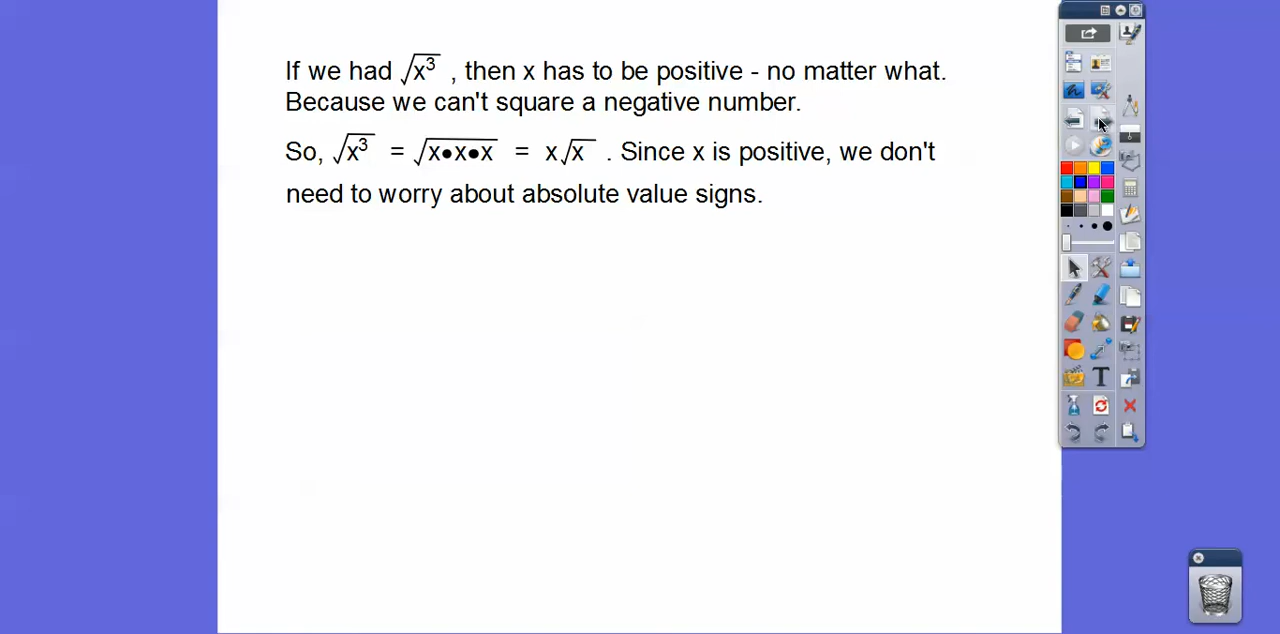 If we had √x³ , then x has to be positive - no matter what.
Because we can't square a negative number.
So, √x³ = √x•x•x = x√x . Since x is positive, we don't
need to worry about absolute value signs.
T